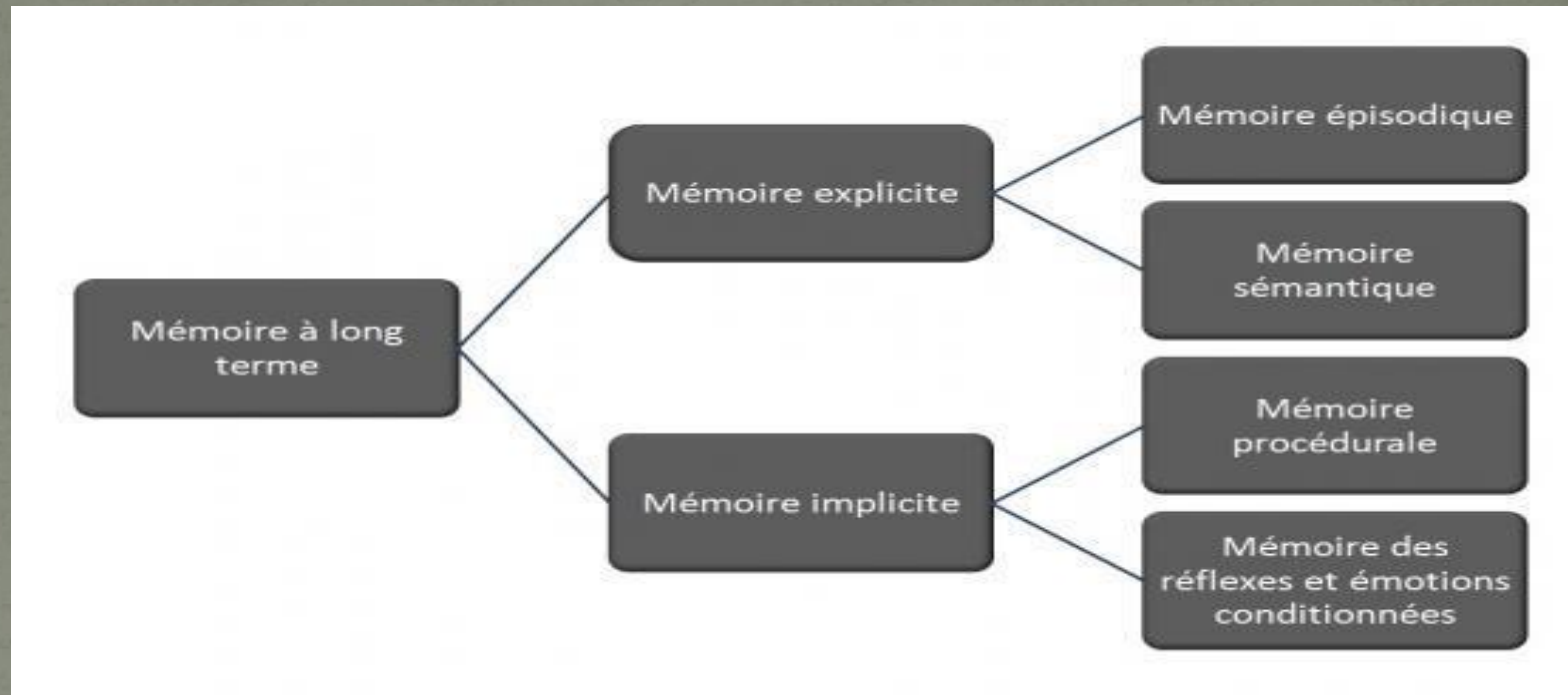 Mémoire à long
terme
Mémoire explicite
Mémoire implicite
Mémoire épisodique
Mémoire
sémantique
Mémoire
procédurale
Mémoire des
réflexes et émotions
conditionnées